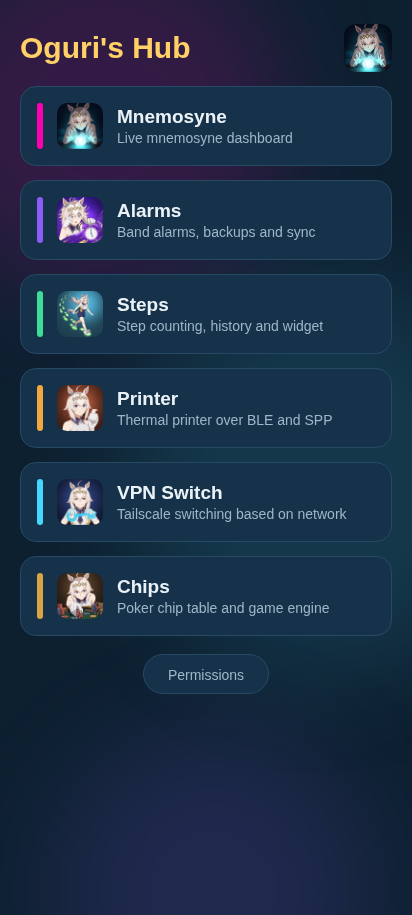 Oguri's Hub
Mnemosyne
Live mnemosyne dashboard
Alarms
Band alarms, backups and sync
Steps
Step counting, history and widget
Printer
Thermal printer over BLE and SPP
VPN Switch
Tailscale switching based on network
Chips
Poker chip table and game engine
Permissions